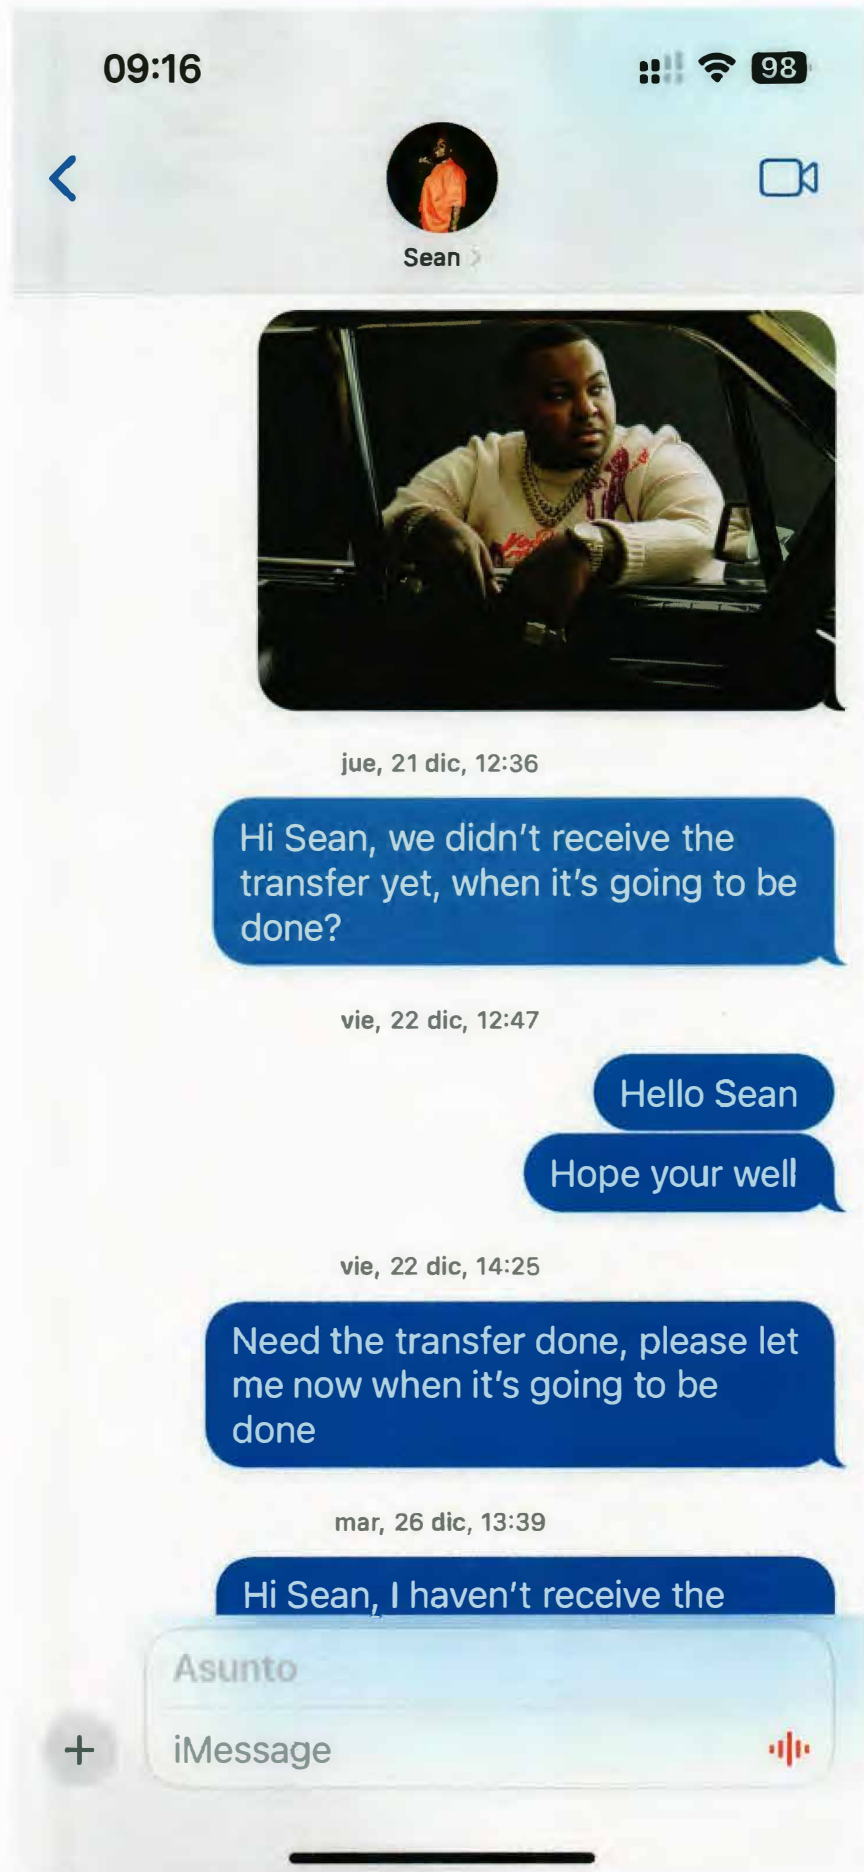 09:16
98
Sean
jue, 21 dic, 12:36
Hi Sean, we didn't receive the
transfer yet, when it's going to be
done?
vie, 22 dic, 12:47
Hello Sean
Hope your well
vie, 22 dic, 14:25
Need the transfer done, please let
me now when it's going to be
done
mar, 26 dic, 13:39
Hi Sean, I haven't receive the
Asunto
iMessage